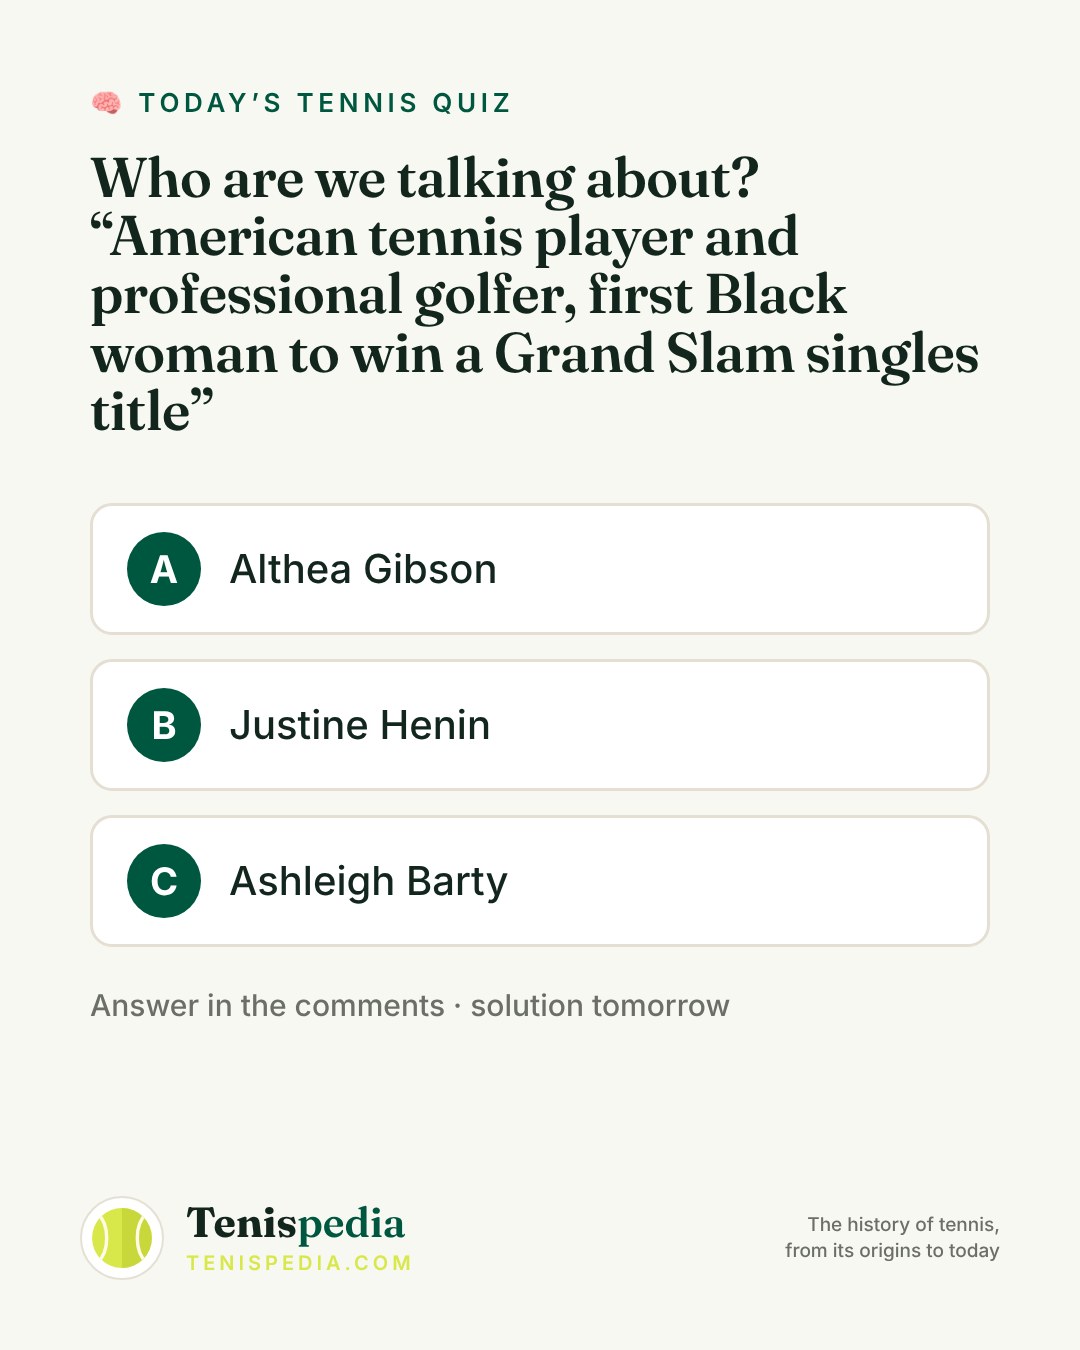 🧠 TODAY’S TENNIS QUIZ
Who are we talking about?
“American tennis player and
professional golfer, first Black
woman to win a Grand Slam singles
title”
A Althea Gibson
B Justine Henin
C Ashleigh Barty
Answer in the comments · solution tomorrow
Tenispedia
TENISPEDIA.COM
The history of tennis,
from its origins to today